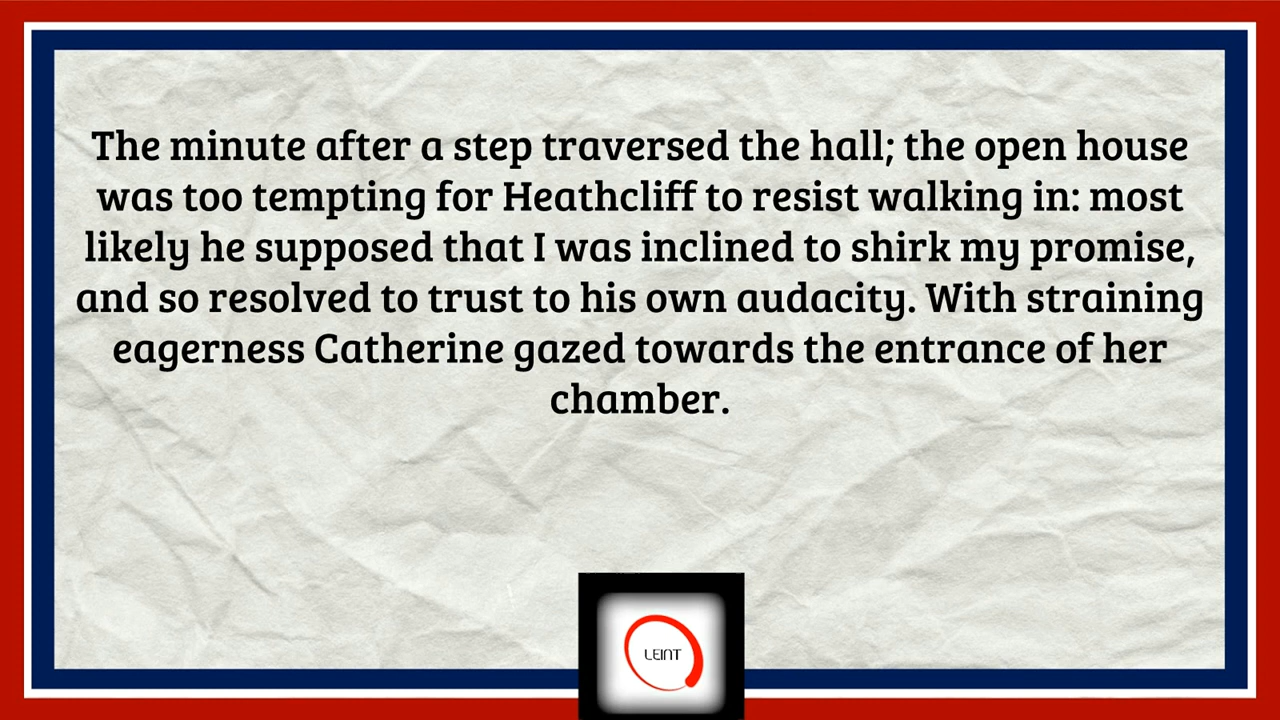 The minute after a step traversed the hall; the open house
was too tempting for Heathcliff to resist walking in: most
likely he supposed that I was inclined to shirk my promise,
and so resolved to trust to his own audacity. With straining
eagerness Catherine gazed towards the entrance of her
chamber.
LEINT